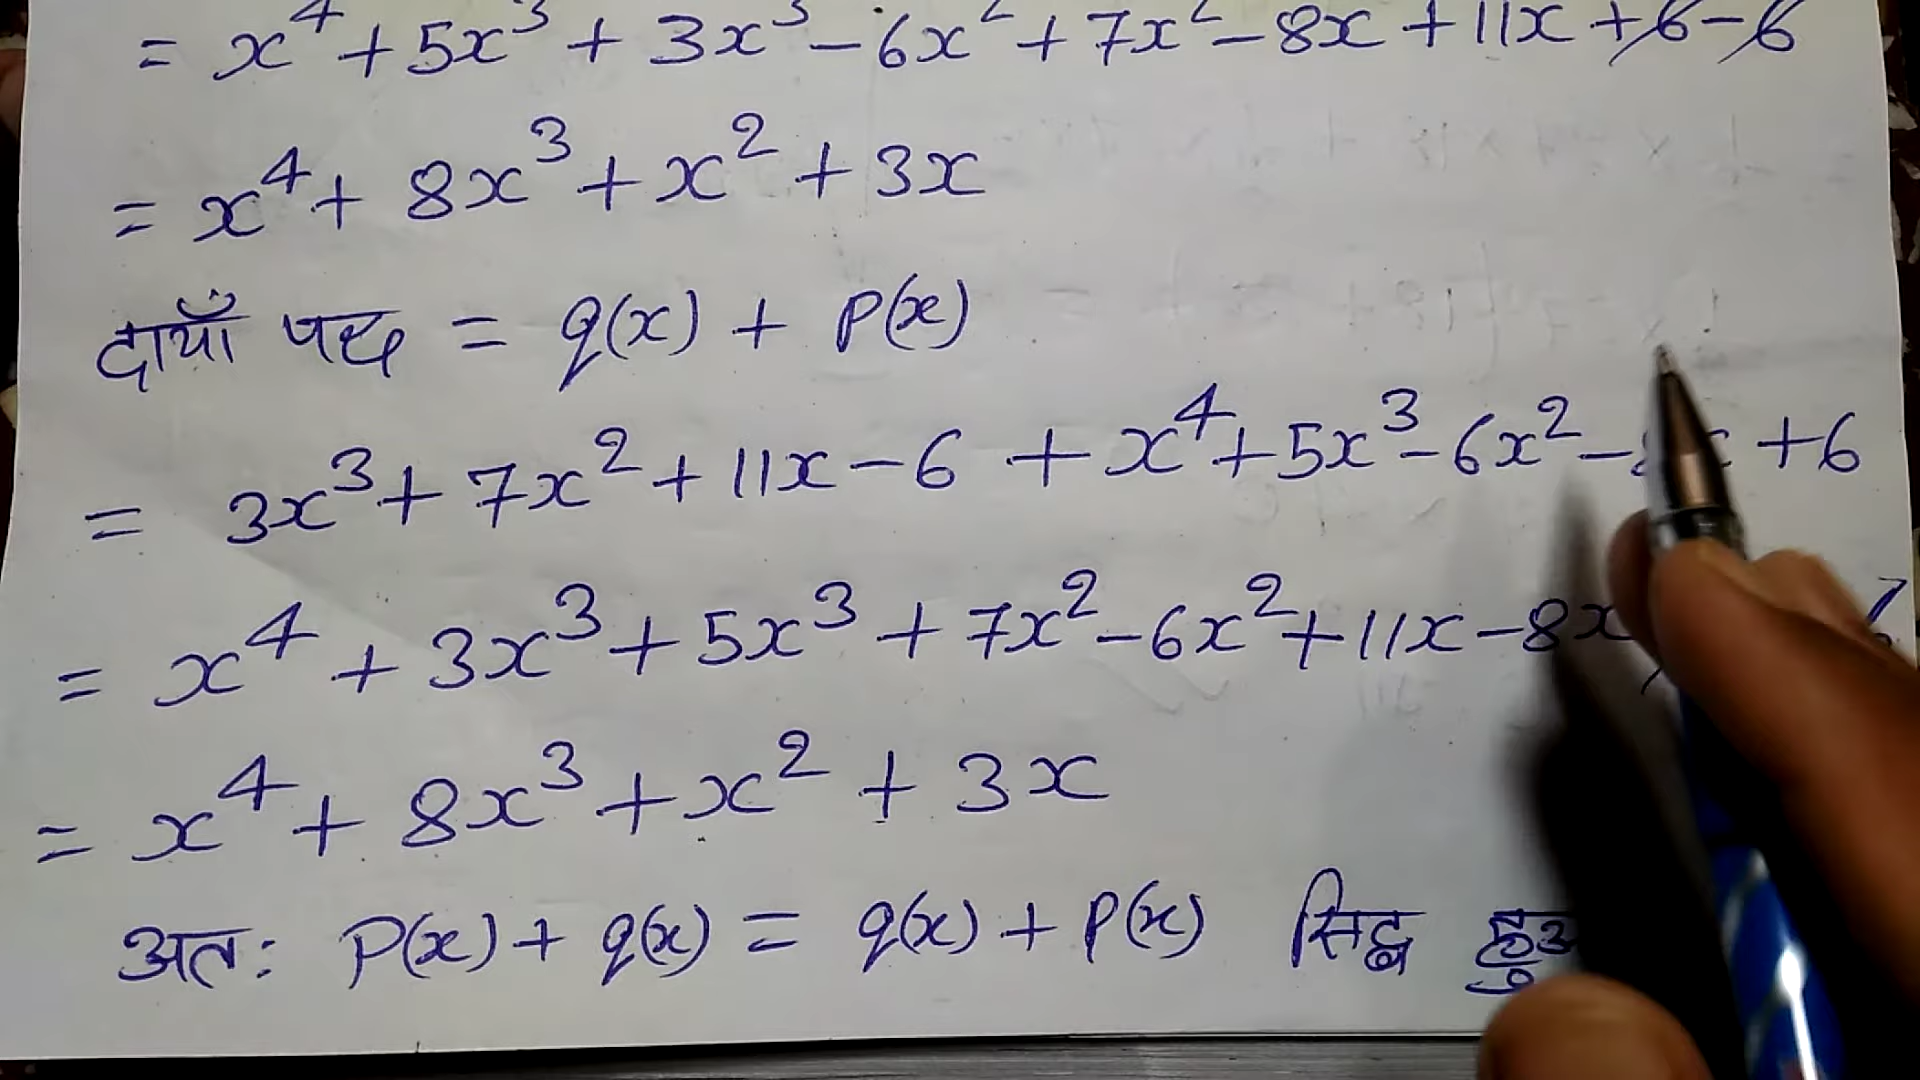 = x⁴ + 5x³ + 3x³ - 6x² + 7x² - 8x + 11x + 6 - 6
= x⁴ + 8x³ + x² + 3x
दायाँ पक्ष = q(x) + P(x)
= 3x³ + 7x² + 11x - 6 + x⁴ + 5x³ - 6x² - x + 6
= x⁴ + 3x³ + 5x³ + 7x² - 6x² + 11x - 8x
= x⁴ + 8x³ + x² + 3x
अतः P(x) + q(x) = q(x) + P(x) सिद्ध